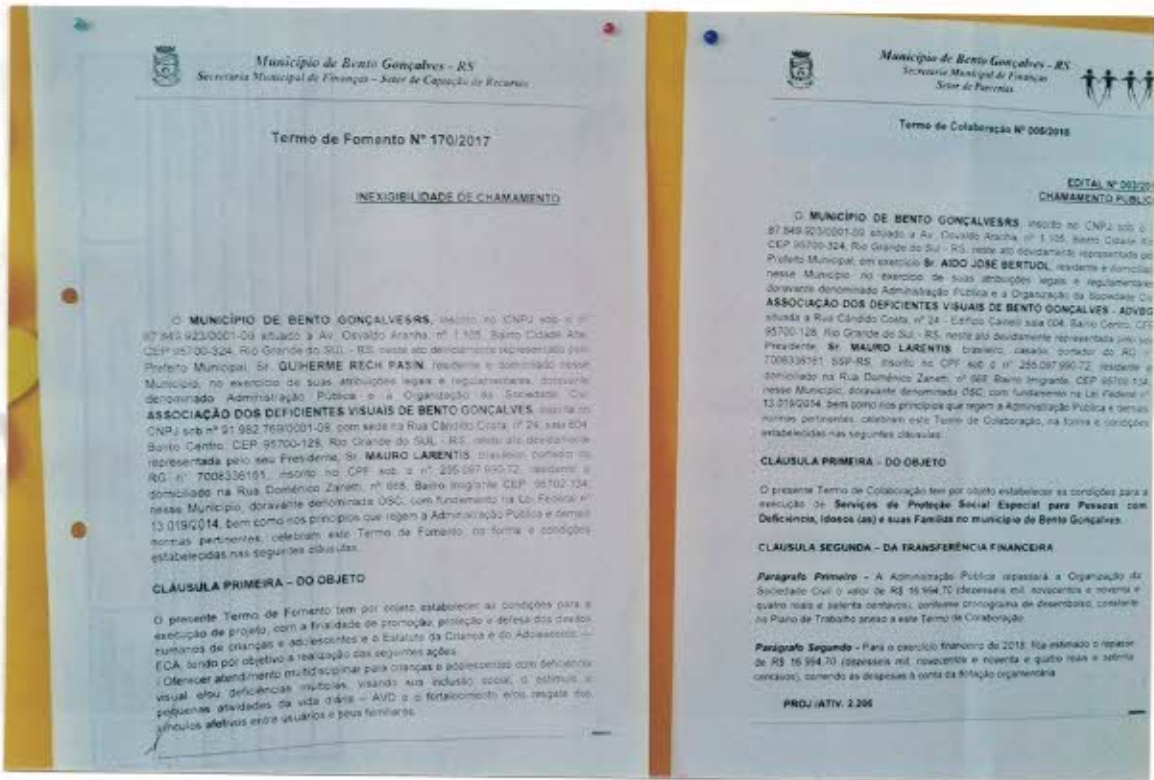 Município de Bento Gonçalves - RS
Secretaria Municipal de Finanças – Setor de Captação de Recursos
Termo de Fomento Nº 170/2017
INEXIGIBILIDADE DE CHAMAMENTO
O MUNICÍPIO DE BENTO GONÇALVES/RS, inscrito no CNPJ sob o nº
87.849.923/0001-09 situado a Av. Osvaldo Aranha, nº 1.105, Bairro Cidade Alta,
CEP 95700-324, Rio Grande do SUL - RS, neste ato devidamente representado pelo
Prefeito Municipal, Sr. GUIHERME RECH PASIN, residente e domiciliado nesse
Município, no exercício de suas atribuições legais e regulamentares, doravante
denominado Administração Pública e a Organização da Sociedade Civil
ASSOCIAÇÃO DOS DEFICIENTES VISUAIS DE BENTO GONÇALVES, inscrita no
CNPJ sob nº 91.982.769/0001-08, com sede na Rua Cândido Costa, nº 24, sala 604,
Bairro Centro, CEP 95700-128, Rio Grande do SUL - RS, neste ato devidamente
representada pelo seu Presidente, Sr. MAURO LARENTIS, brasileiro, portador do
RG nº 7008336161, inscrito no CPF sob o nº 295.097.990-72, residente e
domiciliado na Rua Domênico Zanetti, nº 668, Bairro Imigrante CEP 95702-134,
nesse Município, doravante denominada OSC, com fundamento na Lei Federal nº
13.019/2014, bem como nos princípios que regem a Administração Pública e demais
normas pertinentes, celebram este Termo de Fomento, na forma e condições
estabelecidas nas seguintes cláusulas:
CLÁUSULA PRIMEIRA – DO OBJETO
O presente Termo de Fomento tem por objeto estabelecer as condições para a
execução de projeto, com a finalidade de promoção, proteção e defesa dos direitos
humanos de crianças e adolescentes e o Estatuto da Criança e do Adolescente —
ECA, tendo por objetivo a realização das seguintes ações:
Oferecer atendimento multidisciplinar para crianças e adolescentes com deficiência
visual e/ou deficiências múltiplas, visando sua inclusão social, o estímulo a
pequenas atividades da vida diária – AVD e o fortalecimento e/ou resgate dos
vínculos afetivos entre usuários e seus familiares.
Município de Bento Gonçalves - RS
Secretaria Municipal de Finanças
Setor de Parcerias
Termo de Colaboração Nº 006/2018
EDITAL Nº 003/201
CHAMAMENTO PÚBLICO
O MUNICÍPIO DE BENTO GONÇALVES/RS, inscrito no CNPJ sob o
87.849.923/0001-09 situado a Av. Osvaldo Aranha, nº 1.105, Bairro Cidade
CEP 95700-324, Rio Grande do Sul - RS, neste ato devidamente representada
Prefeito Municipal, em exercício Sr. AIDO JOSÉ BERTUOL, residente e
nesse Município, no exercício de suas atribuições legais e regulamentares
doravante denominado Administração Pública e a Organização da Sociedade
ASSOCIAÇÃO DOS DEFICIENTES VISUAIS DE BENTO GONÇALVES - ADVBG
situada a Rua Cândido Costa, nº 24 - Edifício sala 604, Bairro Centro, CEP
95700-128, Rio Grande do Sul - RS, neste ato devidamente representada pelo
Presidente, Sr. MAURO LARENTIS, brasileiro, casado, portador do RG
7008336161 SSP-RS, inscrito no CPF sob o nº 295.097.990-72,
domiciliado na Rua Domênico Zanetti, nº 668, Bairro Imigrante, CEP
nesse Município, doravante denominada OSC, com fundamento na Lei Federal nº
13.019/2014, bem como nos princípios que regem a Administração Pública e demais
normas pertinentes, celebram este Termo de Colaboração, na forma e condições
estabelecidas nas seguintes cláusulas:
CLÁUSULA PRIMEIRA – DO OBJETO
O presente Termo de Colaboração tem por objeto estabelecer as condições para a
execução de Serviços de Proteção Social Especial para Pessoas com
Deficiência, Idosos (as) e suas Famílias no município de Bento Gonçalves.
CLÁUSULA SEGUNDA – DA TRANSFERÊNCIA FINANCEIRA
Parágrafo Primeiro - A Administração Pública repassará a Organização da
Sociedade Civil o valor de R$ 16.994,70 (dezesseis mil, novecentos e noventa e
quatro reais e setenta centavos), conforme cronograma de desembolso, constante
no Plano de Trabalho anexo a este Termo de Colaboração.
Parágrafo Segundo - Para o exercício financeiro de 2018, fica estimado o repasse
de R$ 16.994,70 (dezesseis mil, novecentos e noventa e quatro reais e setenta
centavos), correndo as despesas à conta da dotação orçamentária
PROJ./ATIV. 2.206